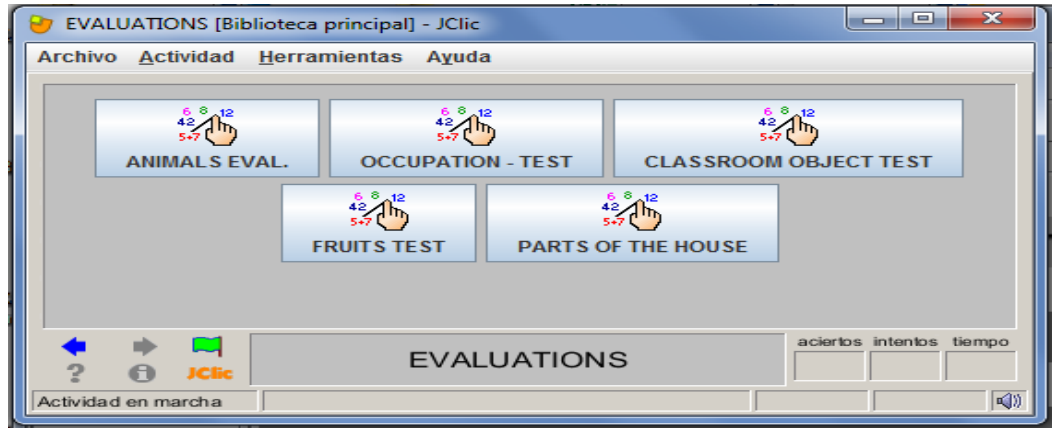 EVALUATIONS [Biblioteca principal] - JClic
Archivo Actividad Herramientas Ayuda
6 8 12
42
5+7
ANIMALS EVAL.
6 8 12
42
5+7
OCCUPATION - TEST
6 8 12
42
5+7
CLASSROOM OBJECT TEST
6 8 12
42
5+7
FRUITS TEST
6 8 12
42
5+7
PARTS OF THE HOUSE
?
JClic
EVALUATIONS
aciertos intentos tiempo
Actividad en marcha